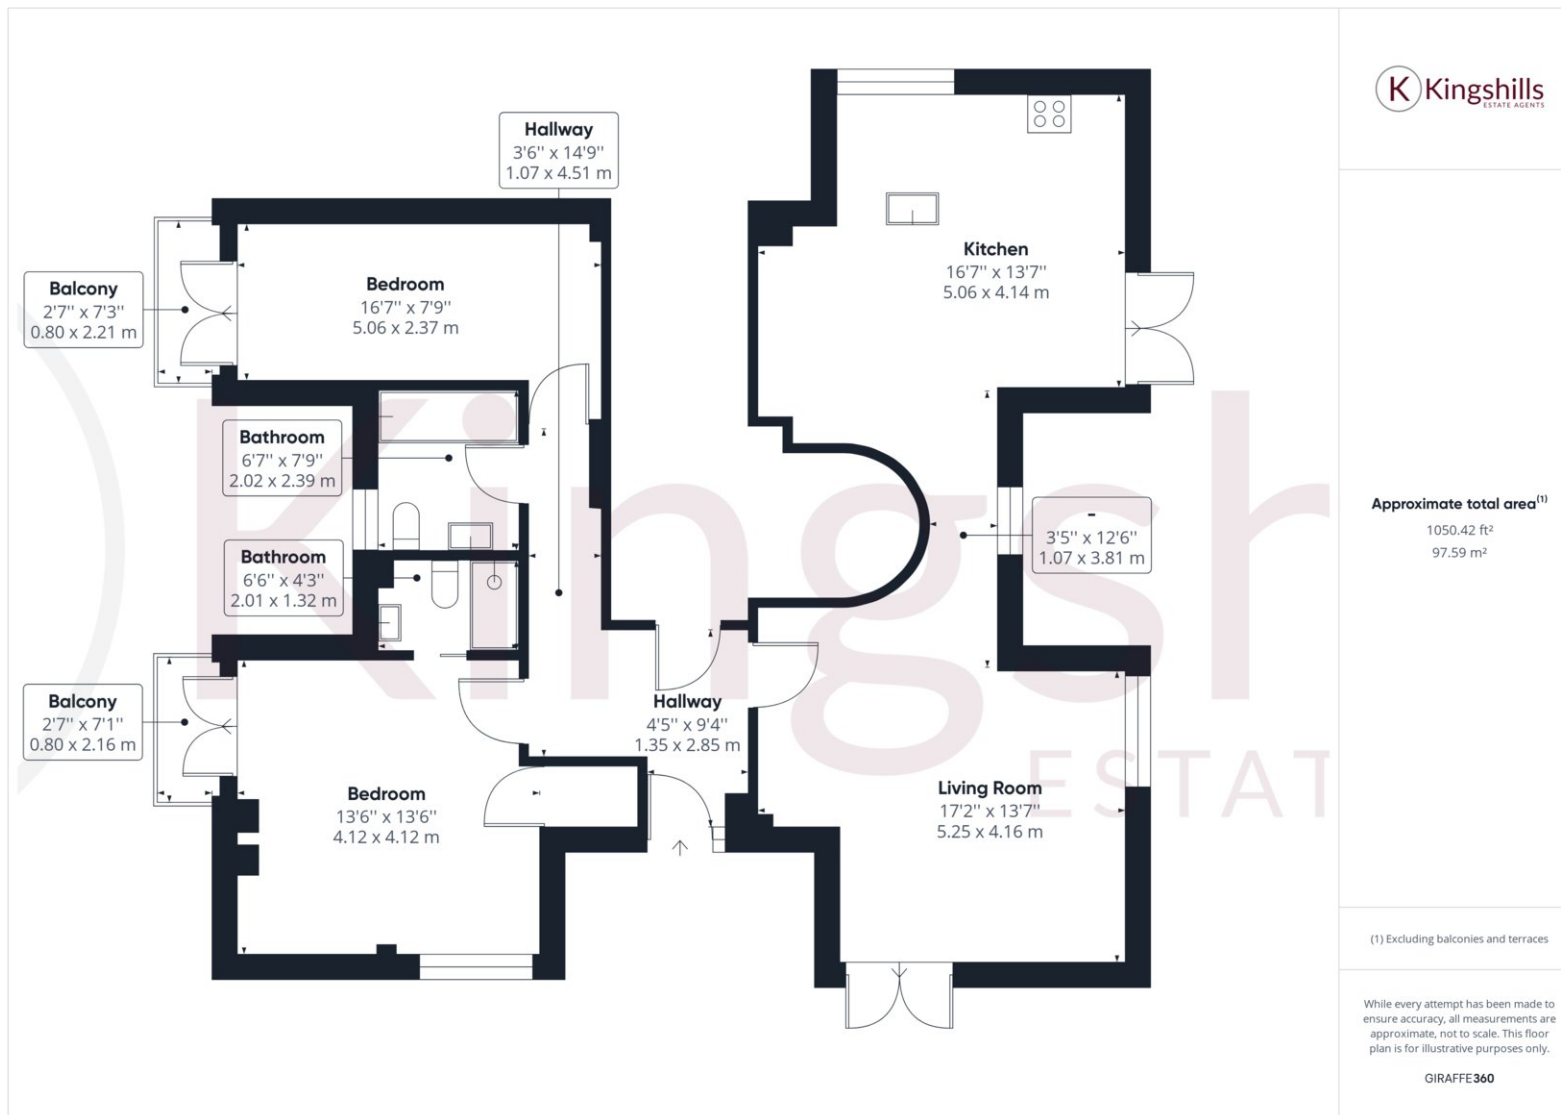 Hallway
3'6" x 14'9"
1.07 x 4.51 m
Kingshills
ESTATE AGENTS
Kitchen
16'7" x 13'7"
5.06 x 4.14 m
Bedroom
16'7" x 7'9"
5.06 x 2.37 m
Balcony
2'7" x 7'3"
0.80 x 2.21 m
Bathroom
6'7" x 7'9"
2.02 x 2.39 m
Bathroom
6'6" x 4'3"
2.01 x 1.32 m
-
3'5" x 12'6"
1.07 x 3.81 m
Balcony
2'7" x 7'1"
0.80 x 2.16 m
Hallway
4'5" x 9'4"
1.35 x 2.85 m
Bedroom
13'6" x 13'6"
4.12 x 4.12 m
Living Room
17'2" x 13'7"
5.25 x 4.16 m
Kingsh
ESTAT
Approximate total area(1)
1050.42 ft²
97.59 m²
(1) Excluding balconies and terraces
While every attempt has been made to
ensure accuracy, all measurements are
approximate, not to scale. This floor
plan is for illustrative purposes only.
GIRAFFE360